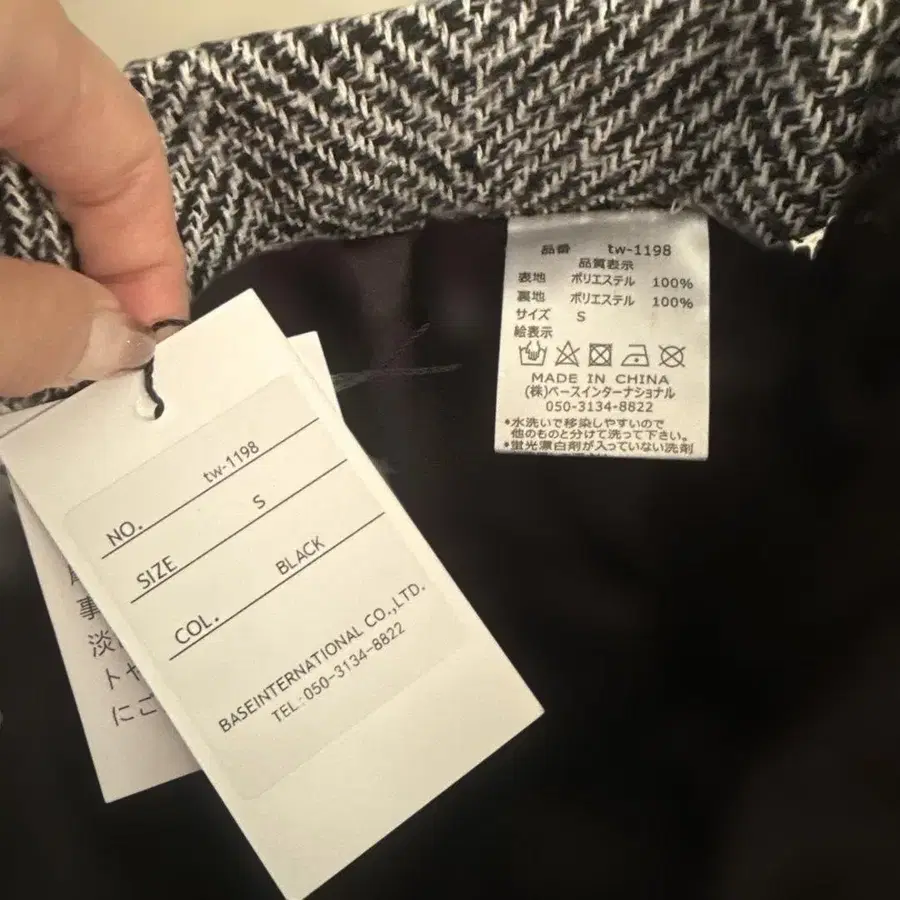 品番 tw-1198
品質表示
表地 ポリエステル 100%
裏地 ポリエステル 100%
サイズ S
絵表示
MADE IN CHINA
(株)ベースインターナショナル
050-3134-8822
*水洗いで移染しやすいので
他のものと分けて洗って下さい。
*蛍光漂白剤が入っていない洗剤
NO. tw-1198
SIZE S
COL. BLACK
BASEINTERNATIONAL CO.,LTD.
TEL:050-3134-8822
事
淡
トヤ
にご